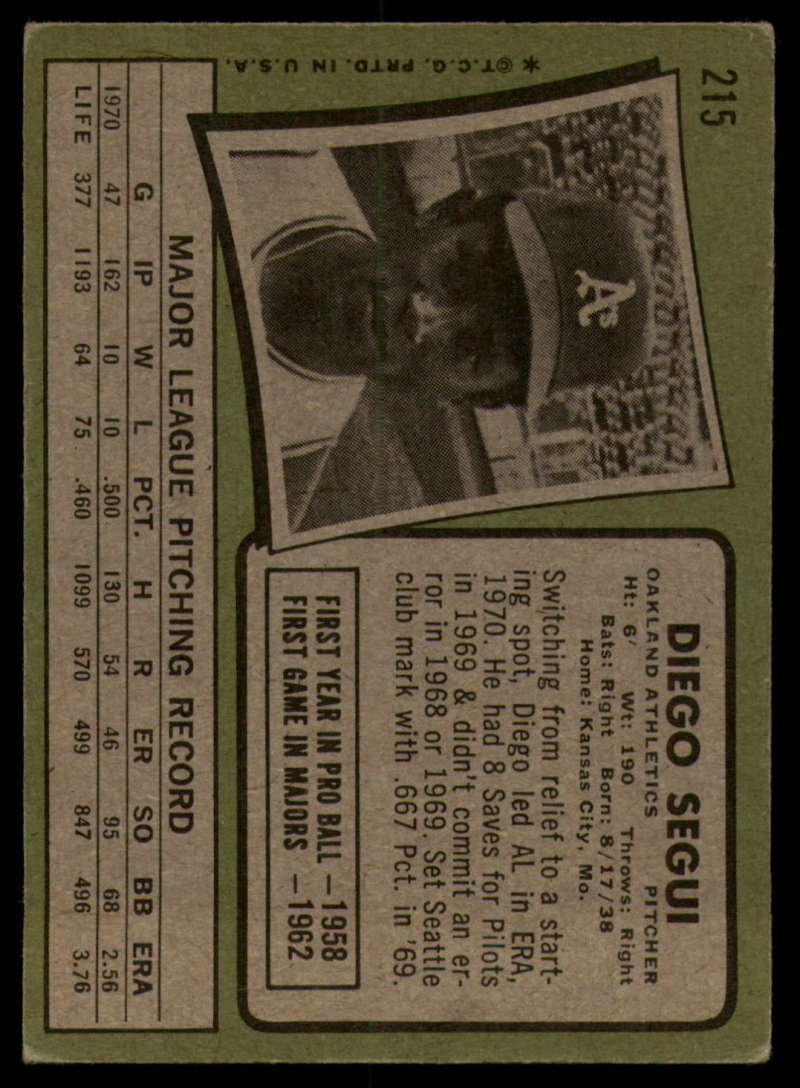 215
A's
DIEGO SEGUI
OAKLAND ATHLETICS PITCHER
Ht: 6' Wt: 190 Throws: Right
Bats: Right Born: 8/17/38
Home: Kansas City, Mo.
Switching from relief to a start-
ing spot, Diego led AL in ERA,
1970. He had 8 Saves for Pilots
in 1969 & didn't commit an er-
ror in 1968 or 1969. Set Seattle
club mark with .667 Pct. in '69.
FIRST YEAR IN PRO BALL — 1958
FIRST GAME IN MAJORS — 1962
MAJOR LEAGUE PITCHING RECORD
G IP W L PCT. H R ER SO BB ERA
1970 47 162 10 10 .500 130 54 46 95 68 2.56
LIFE 377 1193 64 75 .460 1099 570 499 847 496 3.76
*©T.C.G. PRTD. IN U.S.A.